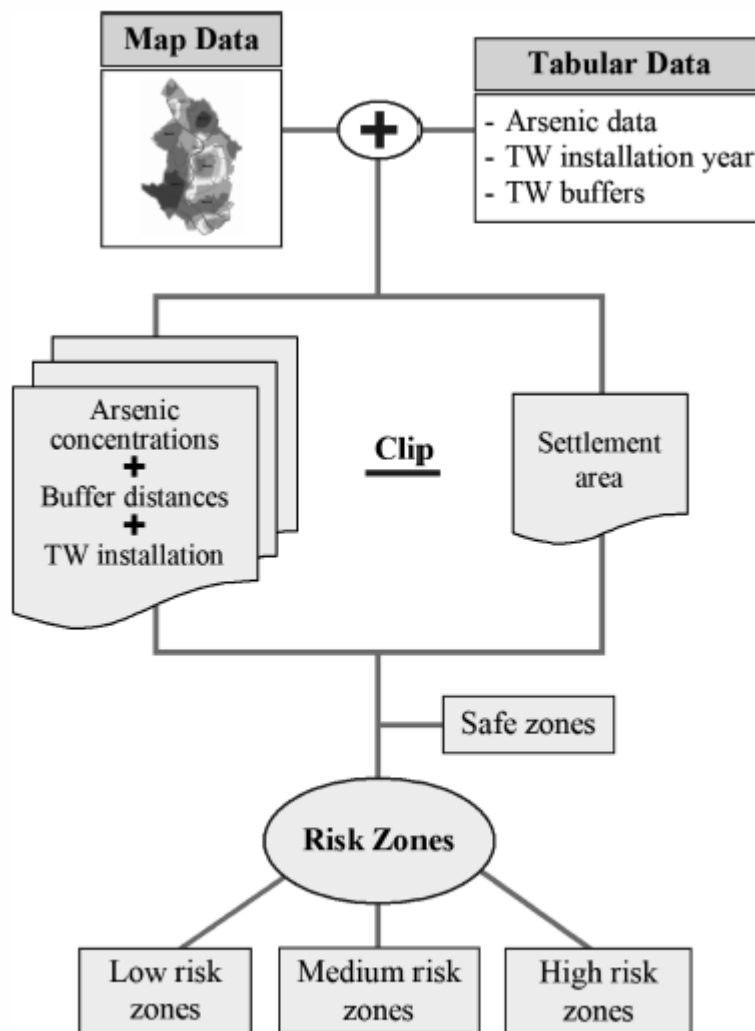 Map Data
Tabular Data
- Arsenic data
- TW installation year
- TW buffers
Arsenic
concentrations
+
Buffer distances
+
TW installation
Clip
Settlement
area
Safe zones
Risk Zones
Low risk
zones
Medium risk
zones
High risk
zones